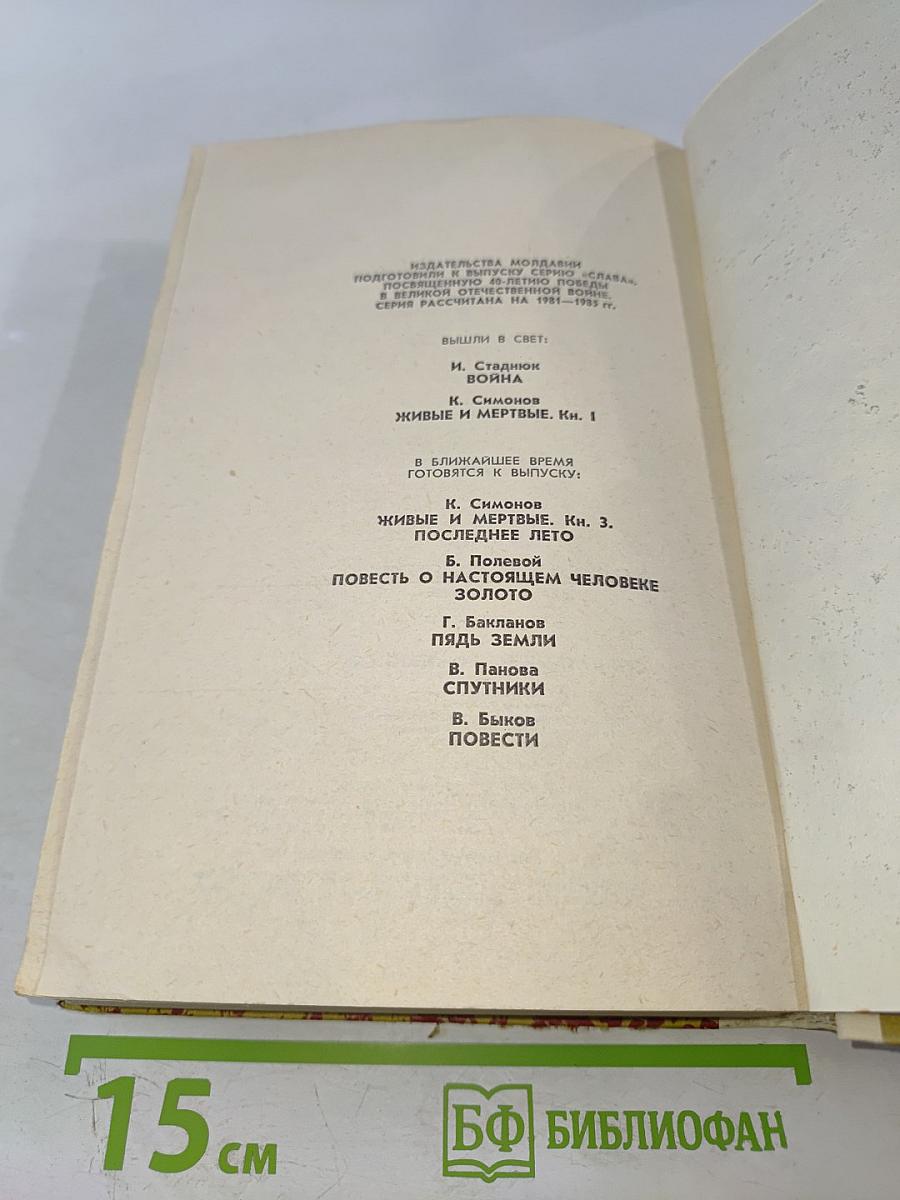 ИЗДАТЕЛЬСТВА МОЛДАВИИ
ПОДГОТОВИЛИ К ВЫПУСКУ СЕРИЮ «СЛАВА»,
ПОСВЯЩЕННУЮ 40-ЛЕТИЮ ПОБЕДЫ
В ВЕЛИКОЙ ОТЕЧЕСТВЕННОЙ ВОЙНЕ.
СЕРИЯ РАССЧИТАНА НА 1981—1985 гг.
ВЫШЛИ В СВЕТ:
И. Стаднюк
ВОЙНА
К. Симонов
ЖИВЫЕ И МЕРТВЫЕ. Кн. 1
В БЛИЖАЙШЕЕ ВРЕМЯ
ГОТОВЯТСЯ К ВЫПУСКУ:
К. Симонов
ЖИВЫЕ И МЕРТВЫЕ. Кн. 3.
ПОСЛЕДНЕЕ ЛЕТО
Б. Полевой
ПОВЕСТЬ О НАСТОЯЩЕМ ЧЕЛОВЕКЕ
ЗОЛОТО
Г. Бакланов
ПЯДЬ ЗЕМЛИ
В. Панова
СПУТНИКИ
В. Быков
ПОВЕСТИ
15 см
БФ БИБЛИОФАН